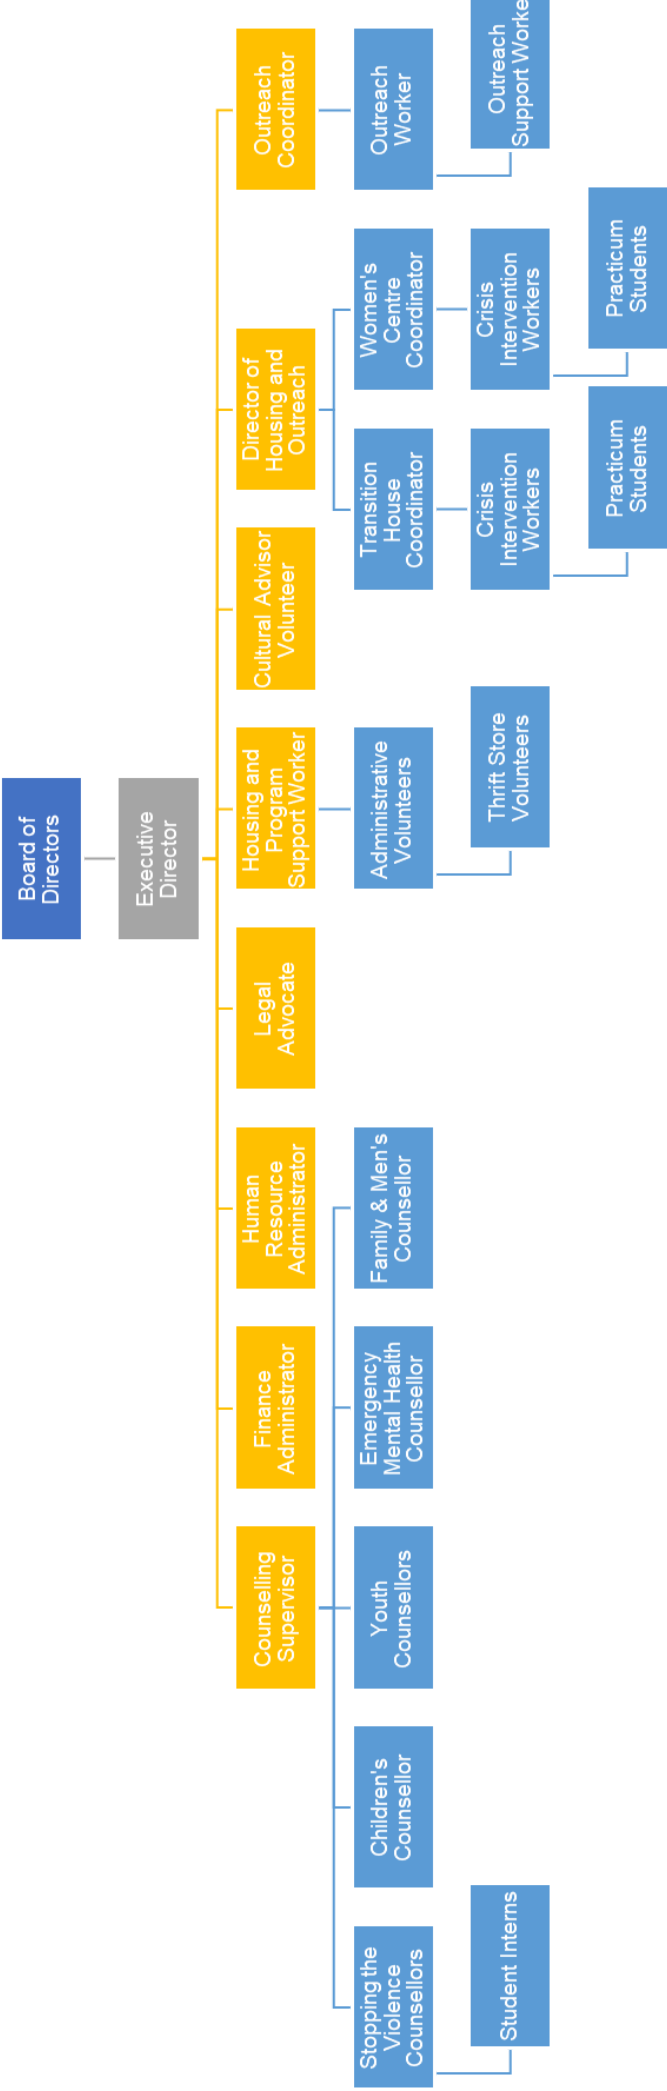 Board of
Directors
Executive
Director
Counselling
Supervisor
Finance
Administrator
Human
Resource
Administrator
Legal
Advocate
Housing and
Program
Support Worker
Cultural Advisor
Volunteer
Director of
Housing and
Outreach
Outreach
Coordinator
Stopping the
Violence
Counsellors
Children's
Counsellor
Youth
Counsellors
Emergency
Mental Health
Counsellor
Family & Men's
Counsellor
Administrative
Volunteers
Transition
House
Coordinator
Women's
Centre
Coordinator
Outreach
Worker
Student Interns
Thrift Store
Volunteers
Crisis
Intervention
Workers
Crisis
Intervention
Workers
Outreach
Support Worke
Practicum
Students
Practicum
Students